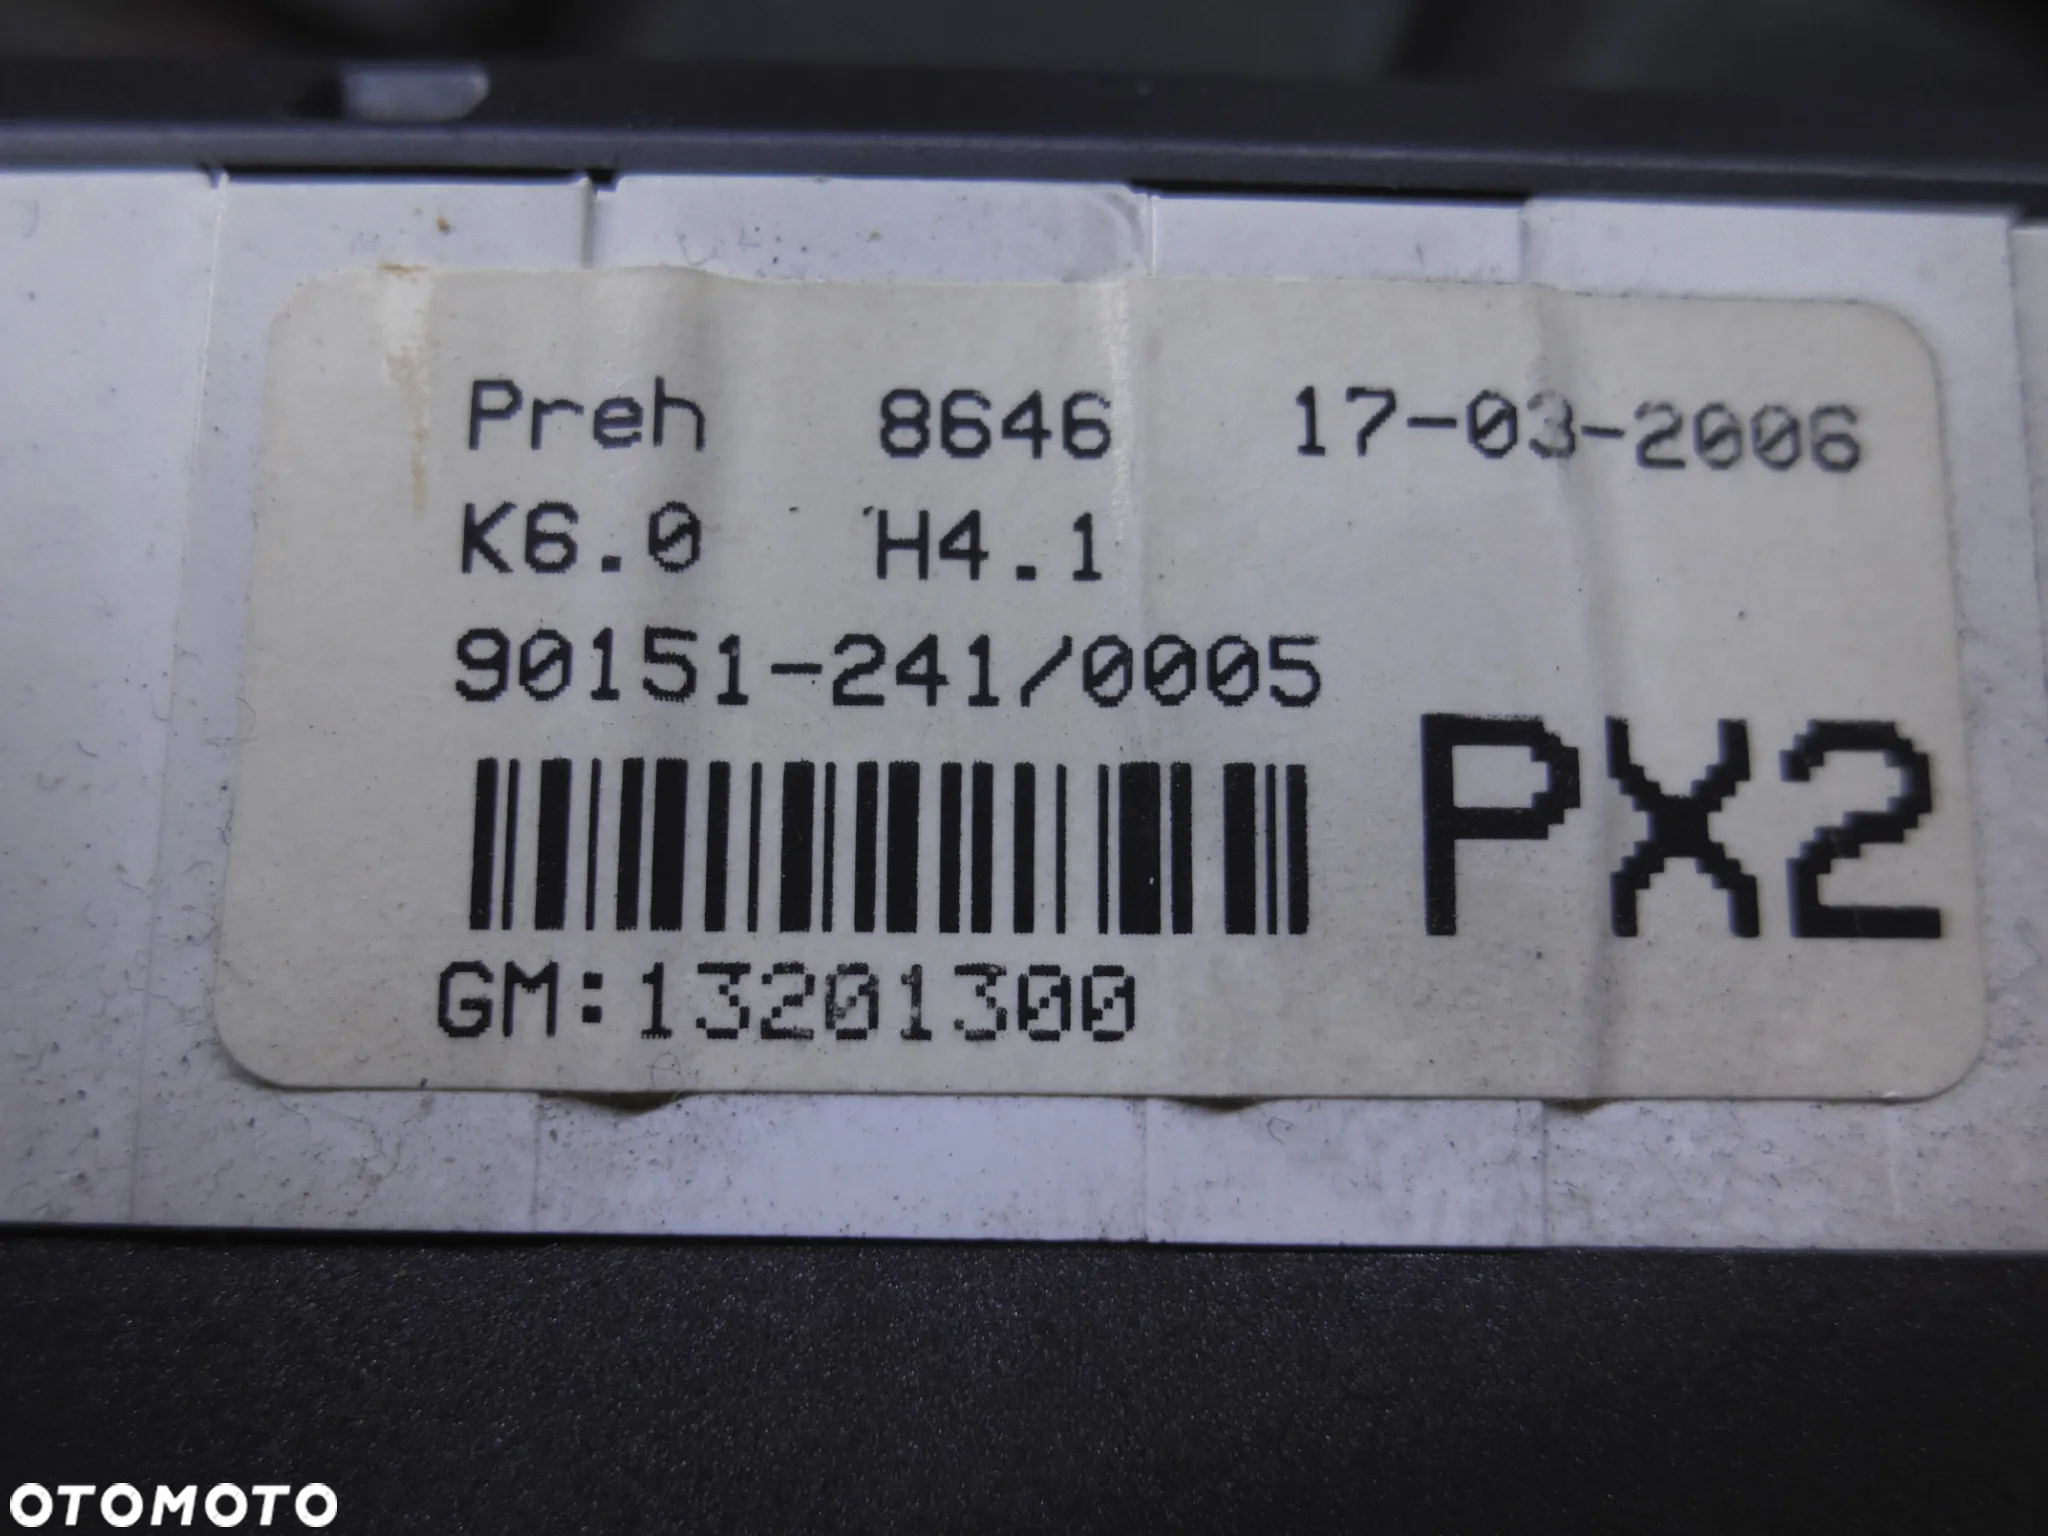 Preh 8646 17-03-2006
K6.0 H4.1
90151-241/0005
PX2
GM:13201300
OTOMOTO